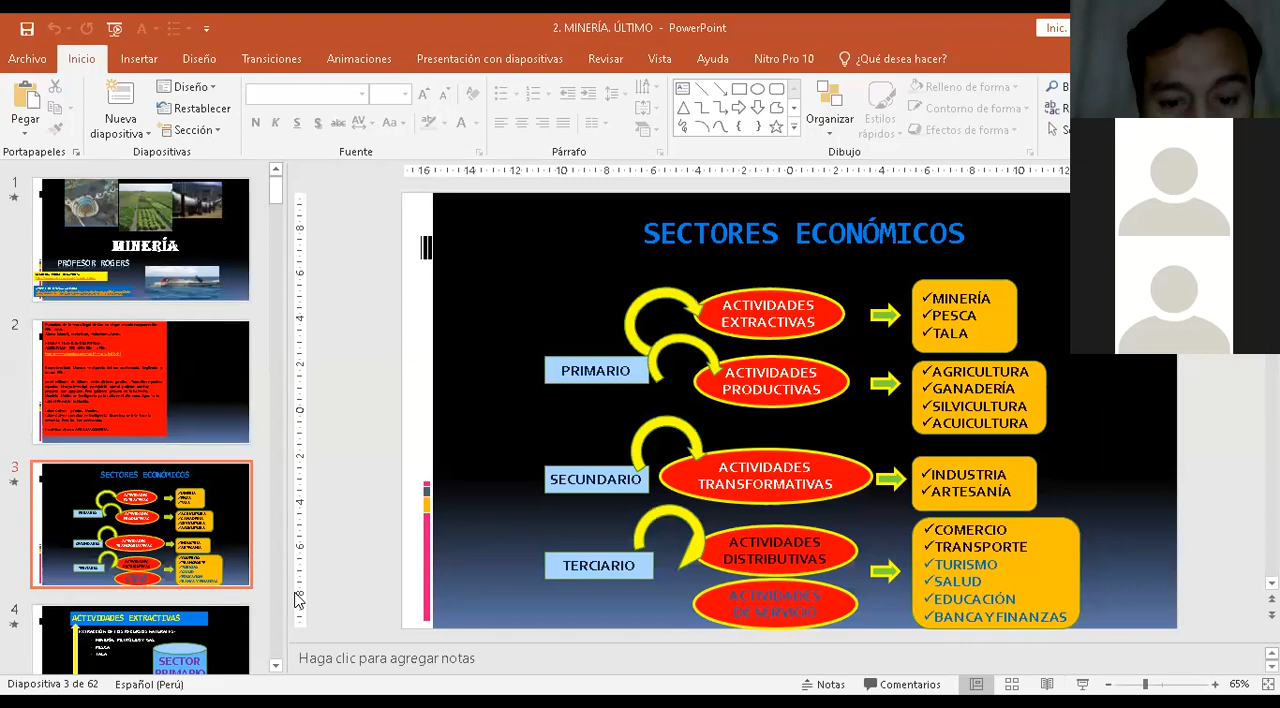 2. MINERÍA. ÚLTIMO - PowerPoint
Inic.
Archivo
Inicio
Insertar
Diseño
Transiciones
Animaciones
Presentación con diapositivas
Revisar
Vista
Ayuda
Nitro Pro 10
¿Qué desea hacer?
Pegar
Nueva
diapositiva
Diseño
Restablecer
Sección
Organizar
Estilos
rápidos
Relleno de forma
Contorno de forma
Efectos de forma
Portapapeles
Diapositivas
Fuente
Párrafo
Dibujo
1
MINERÍA
PROFESOR ROGERS
2
3
SECTORES ECONÓMICOS
4
ACTIVIDADES EXTRACTIVAS
SECTOR
PRIMARIO
SECTORES ECONÓMICOS
PRIMARIO
ACTIVIDADES
EXTRACTIVAS
MINERÍA
PESCA
TALA
ACTIVIDADES
PRODUCTIVAS
AGRICULTURA
GANADERÍA
SILVICULTURA
ACUICULTURA
SECUNDARIO
ACTIVIDADES
TRANSFORMATIVAS
INDUSTRIA
ARTESANÍA
TERCIARIO
ACTIVIDADES
DISTRIBUTIVAS
ACTIVIDADES
DE SERVICIO
COMERCIO
TRANSPORTE
TURISMO
SALUD
EDUCACIÓN
BANCA Y FINANZAS
Haga clic para agregar notas
Diapositiva 3 de 62
Español (Perú)
Notas
Comentarios
65%